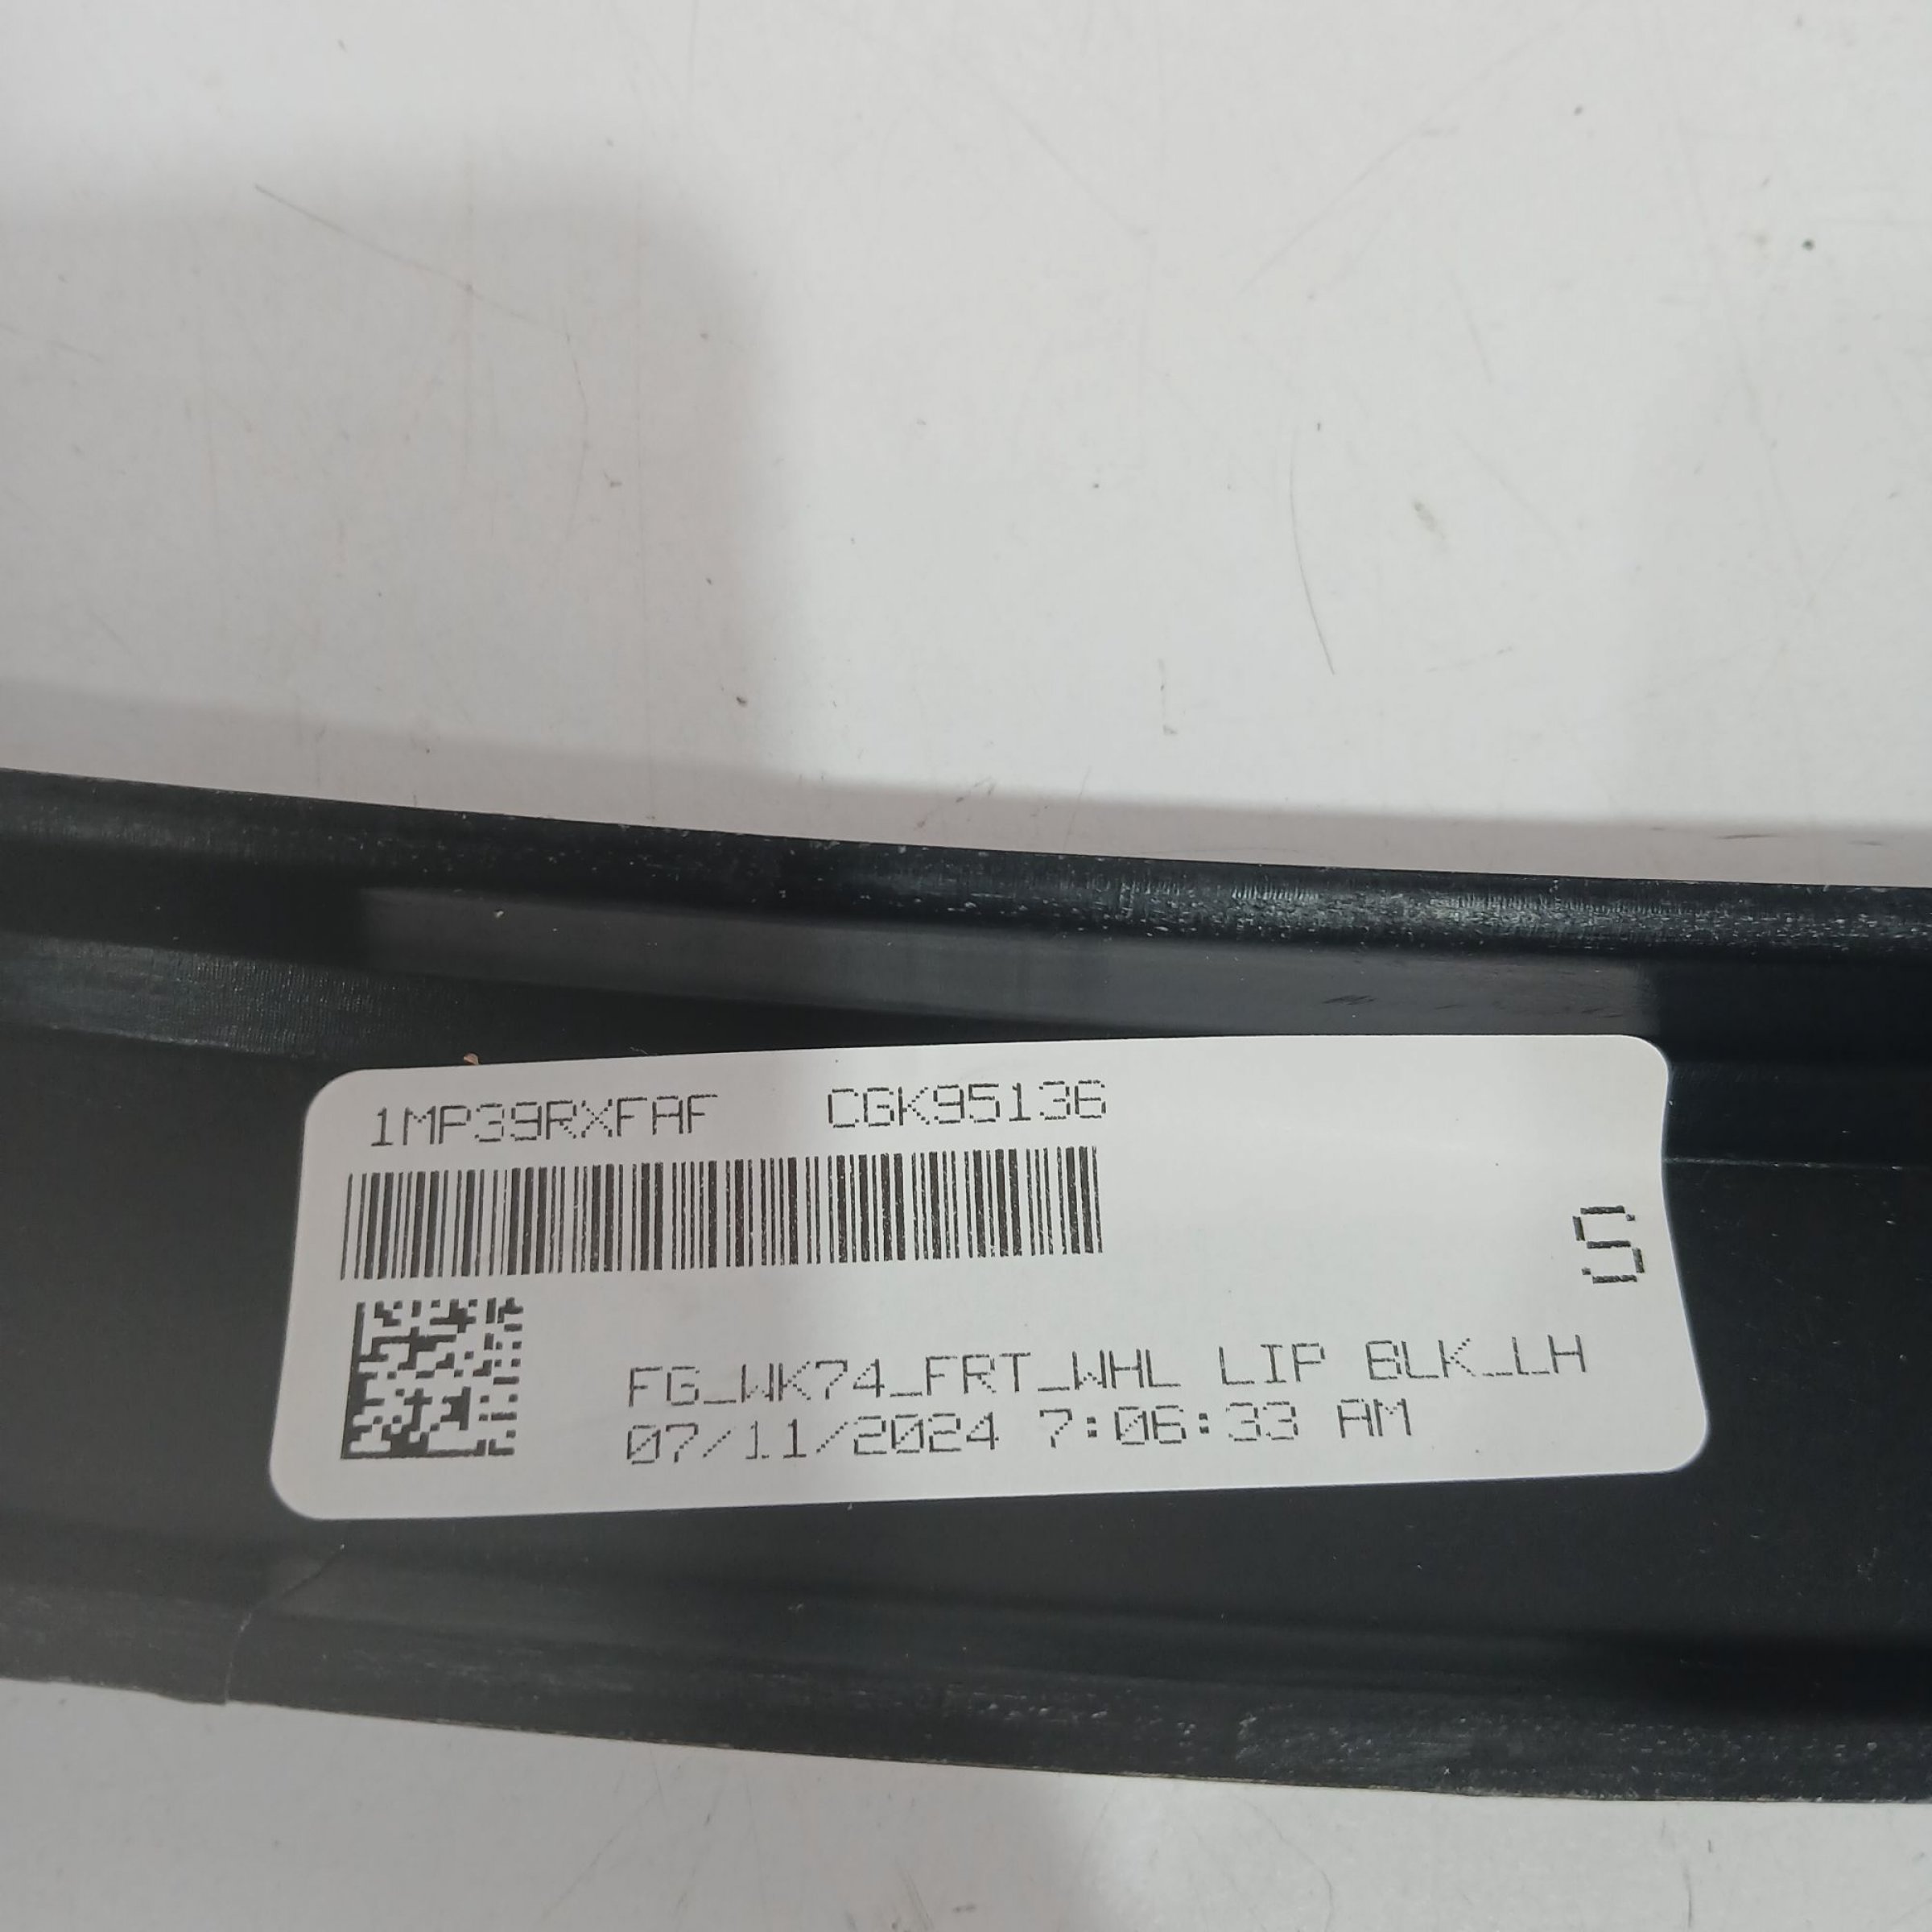 1MP39RXFAF CGK95136
S
FG_WK74_FRT_WHL LIP BLK_LH
07/11/2024 7:06:33 AM